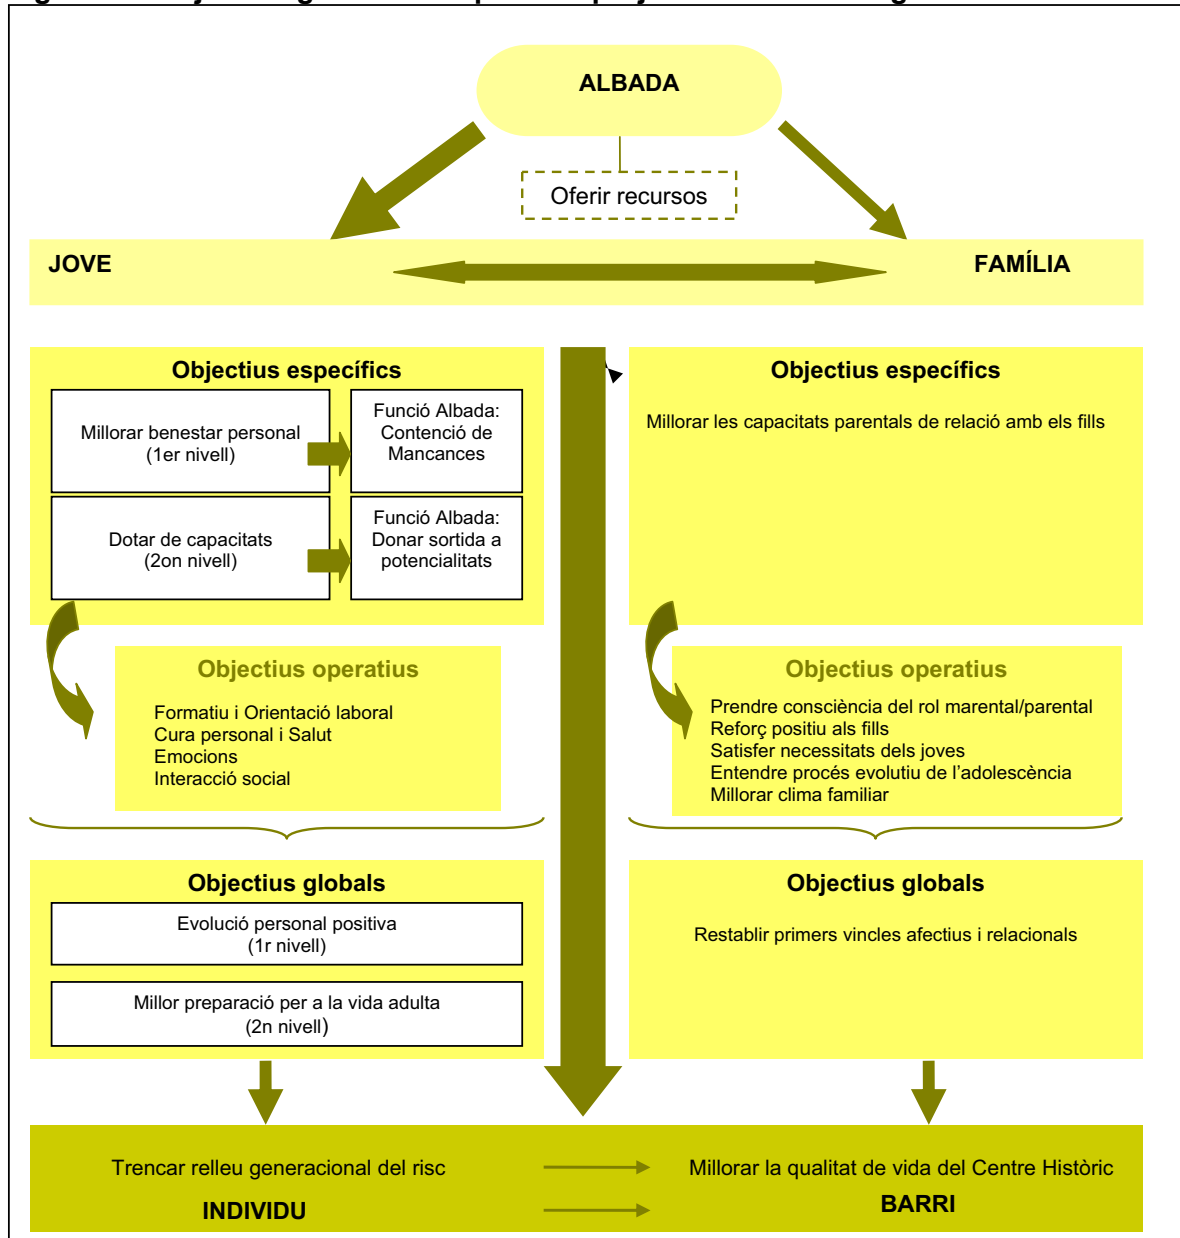 ALBADA
Oferir recursos
JOVE
FAMÍLIA
Objectius específics
Millorar benestar personal
(1er nivell)
Funció Albada:
Contenció de
Mancances
Dotar de capacitats
(2on nivell)
Funció Albada:
Donar sortida a
potencialitats
Objectius específics
Millorar les capacitats parentals de relació amb els fills
Objectius operatius
Formatiu i Orientació laboral
Cura personal i Salut
Emocions
Interacció social
Objectius operatius
Prendre consciència del rol marental/parental
Reforç positiu als fills
Satisfer necessitats dels joves
Entendre procés evolutiu de l’adolescència
Millorar clima familiar
Objectius globals
Evolució personal positiva
(1r nivell)
Millor preparació per a la vida adulta
(2n nivell)
Objectius globals
Restablir primers vincles afectius i relacionals
Trencar relleu generacional del risc
INDIVIDU
Millorar la qualitat de vida del Centre Històric
BARRI